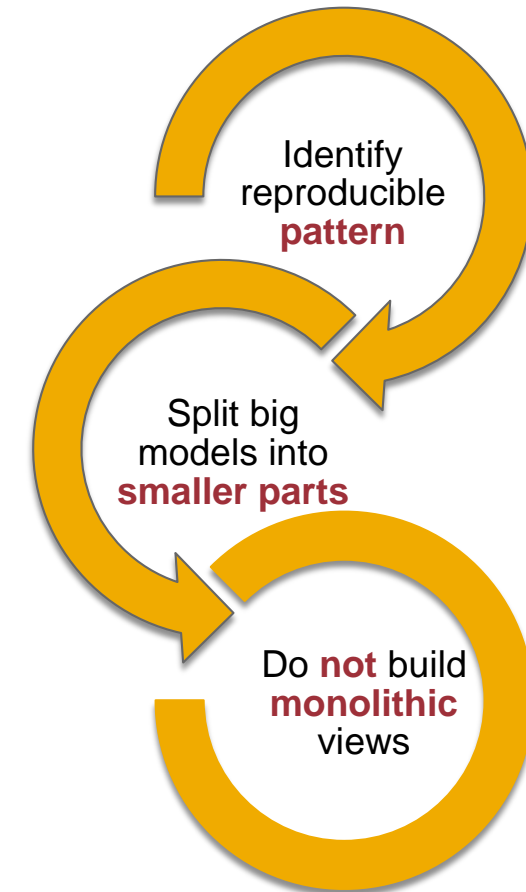 Identify
reproducible
pattern
Split big
models into
smaller parts
Do not build
monolithic
views